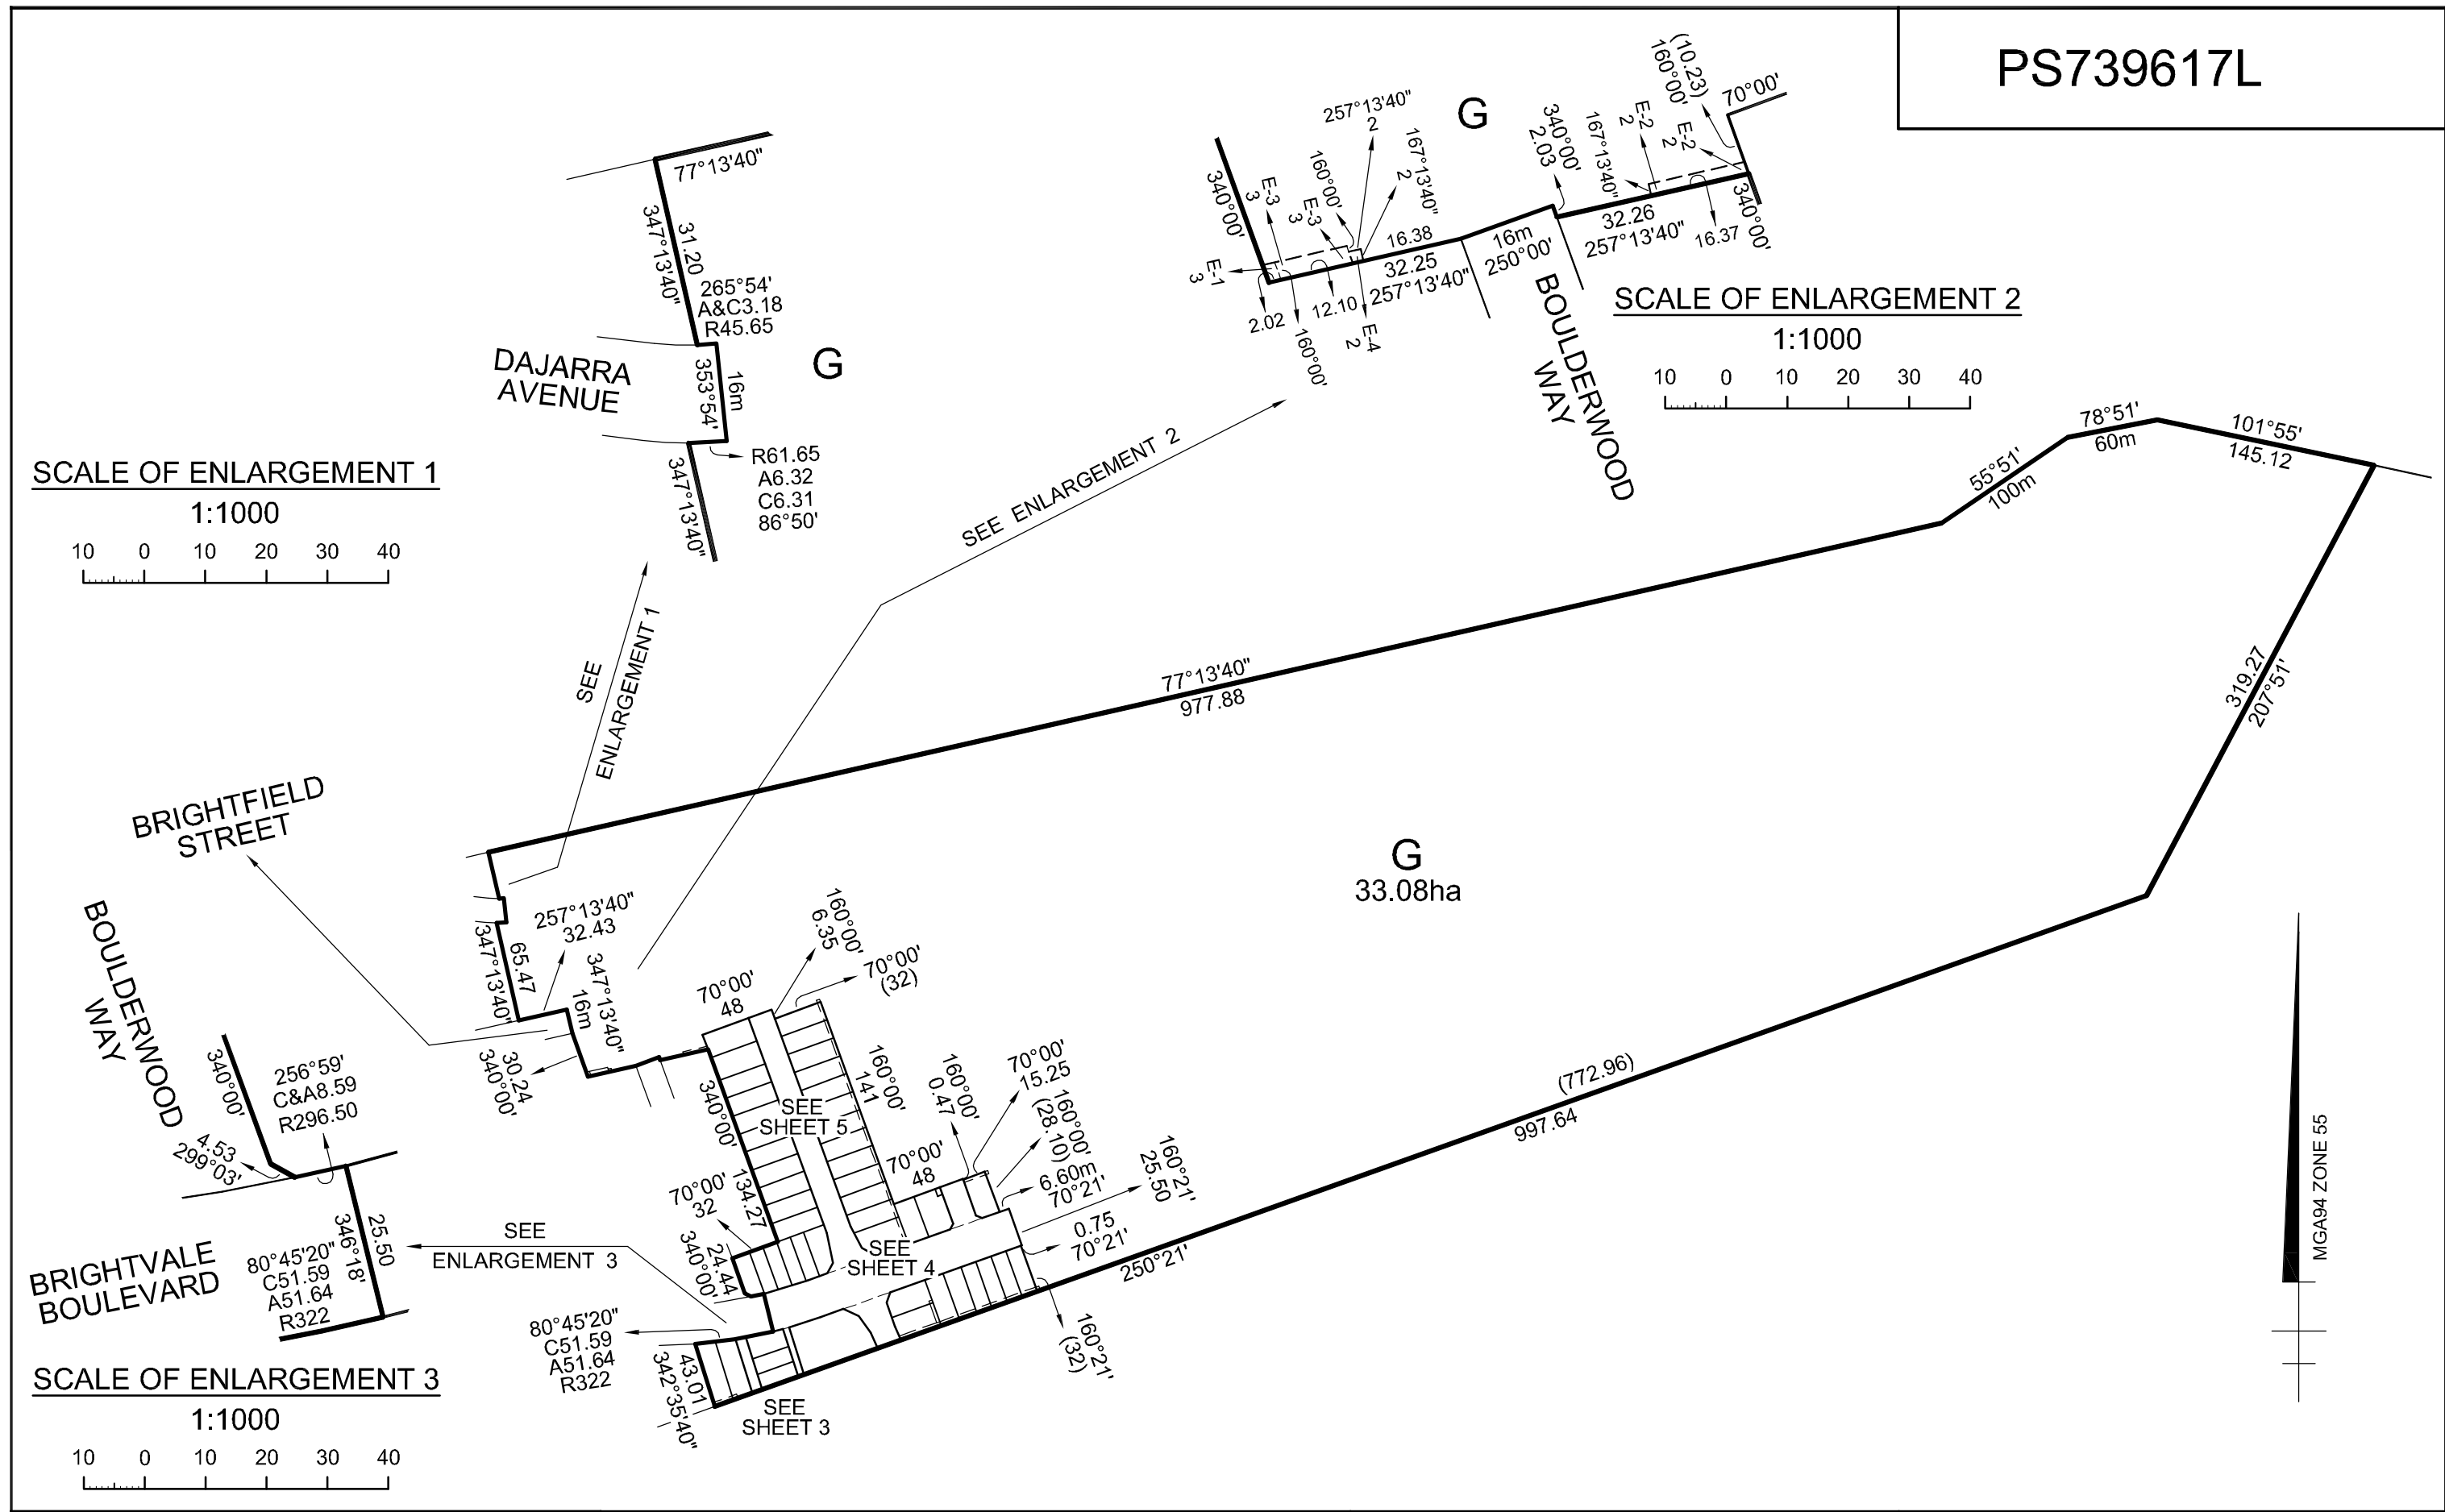 PS739617L
77°13'40"
347°13'40"
31.20
265°54'
A&C3.18
R45.65
DAJARRA
AVENUE
353°54'
16m
G
R61.65
A6.32
C6.31
86°50'
347°13'40"
SCALE OF ENLARGEMENT 1
1:1000
10 0 10 20 30 40
G
340°00'
E-3
3
E-3
3
160°00'
257°13'40"
2
167°13'40"
2
E-1
3
2.02
160°00'
12.10
E-4
2
16.38
32.25
257°13'40"
16m
250°00'
340°00'
2.03
167°13'40"
E-2
2
E-2
2
(10.23)
160°00'
70°00'
32.26
257°13'40"
16.37
340°00'
BOULDERWOOD
WAY
SCALE OF ENLARGEMENT 2
1:1000
10 0 10 20 30 40
SEE ENLARGEMENT 2
SEE
ENLARGEMENT 1
77°13'40"
977.88
55°51'
100m
78°51'
60m
101°55'
145.12
319.27
207°51'
G
33.08ha
(772.96)
997.64
250°21'
BRIGHTFIELD
STREET
347°13'40"
65.47
257°13'40"
32.43
16m
347°13'40"
30.24
340°00'
70°00'
48
160°00'
6.35
70°00'
(32)
340°00'
134.27
SEE
SHEET 5
160°00'
141
70°00'
48
160°00'
0.47
70°00'
15.25
160°00'
(28.10)
6.60m
70°21'
160°21'
25.50
0.75
70°21'
160°21'
(32)
70°00'
32
24.44
340°00'
SEE
SHEET 4
80°45'20"
C51.59
A51.64
R322
43.01
342°35'40"
SEE
SHEET 3
SEE
ENLARGEMENT 3
BOULDERWOOD
WAY
340°00'
256°59'
C&A8.59
R296.50
4.53
299°03'
25.50
346°18'
BRIGHTVALE
BOULEVARD
80°45'20"
C51.59
A51.64
R322
SCALE OF ENLARGEMENT 3
1:1000
10 0 10 20 30 40
MGA94 ZONE 55